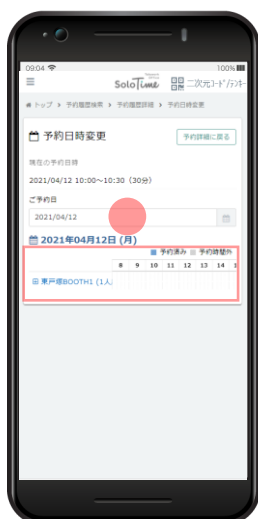 09:04 100%
SoloTime 二次元ｺｰﾄﾞ/ﾃﾝｷｰ
トップ > 予約履歴検索 > 予約履歴詳細 > 予約日時変更
予約日時変更 予約詳細に戻る
現在の予約日時
2021/04/12 10:00～10:30（30分）
ご予約日
2021/04/12
2021年04月12日 (月)
予約済み 予約時間外
8 9 10 11 12 13 14 1
東戸塚BOOTH1 (1人